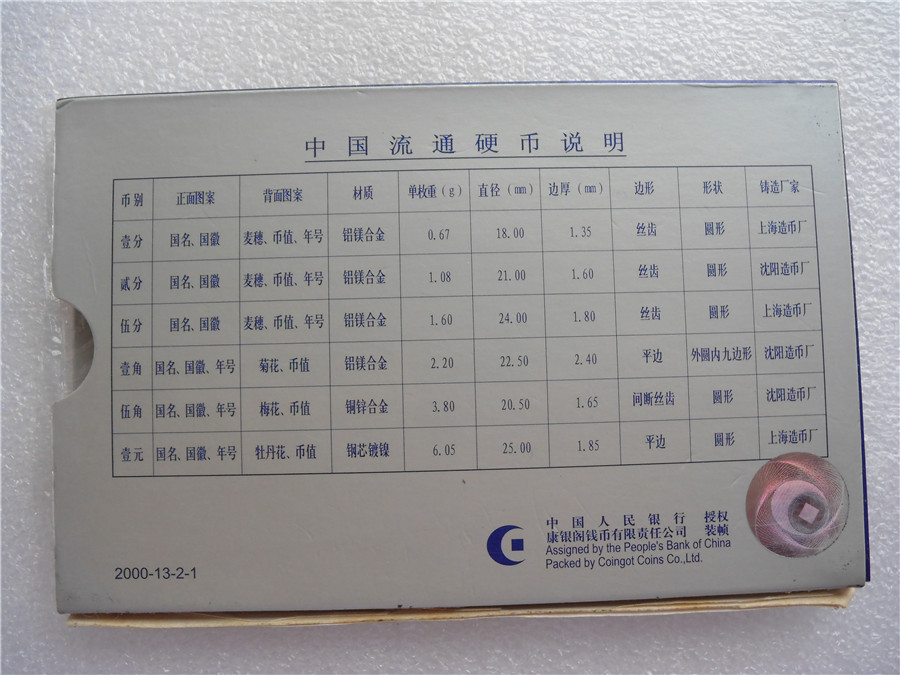 中国流通硬币说明
币别 正面图案 背面图案 材质 单枚重(g) 直径(mm) 边厚(mm) 边形 形状 铸造厂家
壹分 国名、国徽 麦穗、币值、年号 铝镁合金 0.67 18.00 1.35 丝齿 圆形 上海造币厂
贰分 国名、国徽 麦穗、币值、年号 铝镁合金 1.08 21.00 1.60 丝齿 圆形 沈阳造币厂
伍分 国名、国徽 麦穗、币值、年号 铝镁合金 1.60 24.00 1.80 丝齿 圆形 上海造币厂
壹角 国名、国徽、年号 菊花、币值 铝镁合金 2.20 22.50 2.40 平边 外圆内九边形 沈阳造币厂
伍角 国名、国徽、年号 梅花、币值 铜锌合金 3.80 20.50 1.65 间断丝齿 圆形 沈阳造币厂
壹元 国名、国徽、年号 牡丹花、币值 钢芯镀镍 6.05 25.00 1.85 平边 圆形 上海造币厂
中国人民银行 授权
康银阁钱币有限责任公司 装帧
Assigned by the People's Bank of China
Packed by Coingot Coins Co.,Ltd.
2000-13-2-1